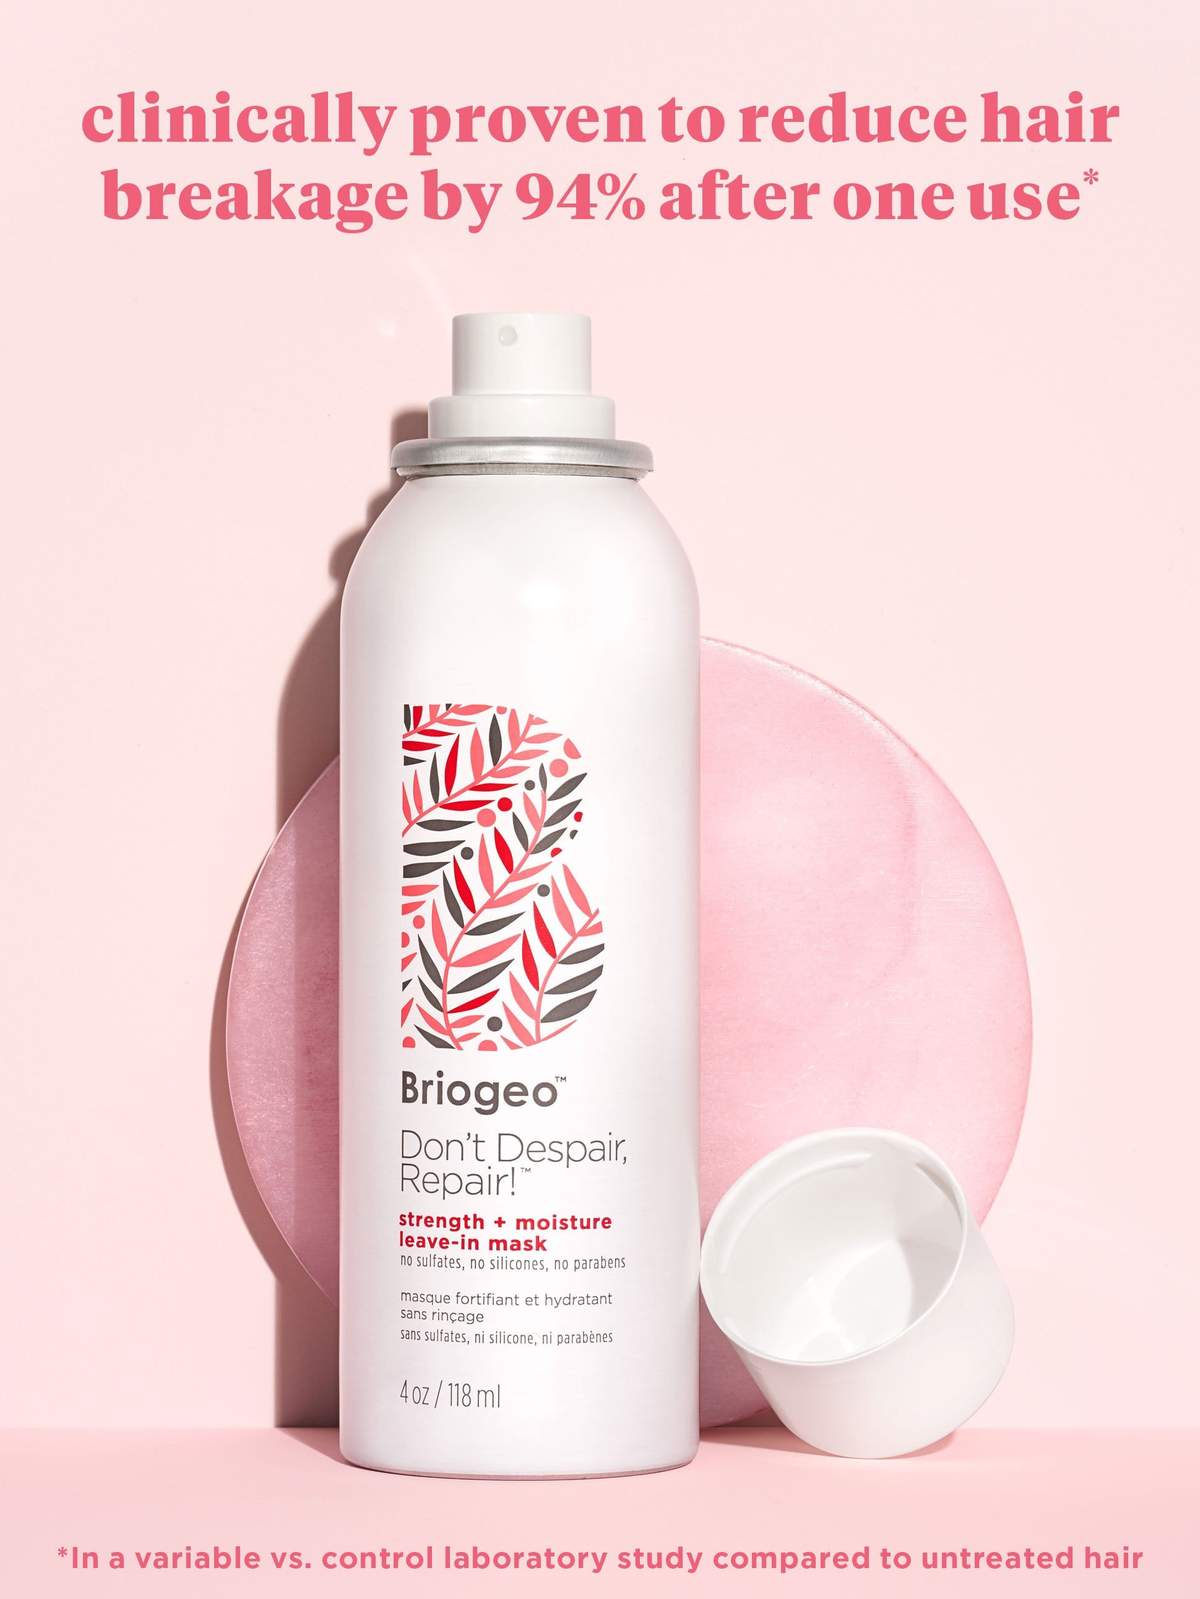 clinically proven to reduce hair
breakage by 94% after one use*
Briogeo™
Don't Despair,
Repair!™
strength + moisture
leave-in mask
no sulfates, no silicones, no parabens
masque fortifiant et hydratant
sans rinçage
sans sulfates, ni silicone, ni parabènes
4 oz / 118 ml
*In a variable vs. control laboratory study compared to untreated hair